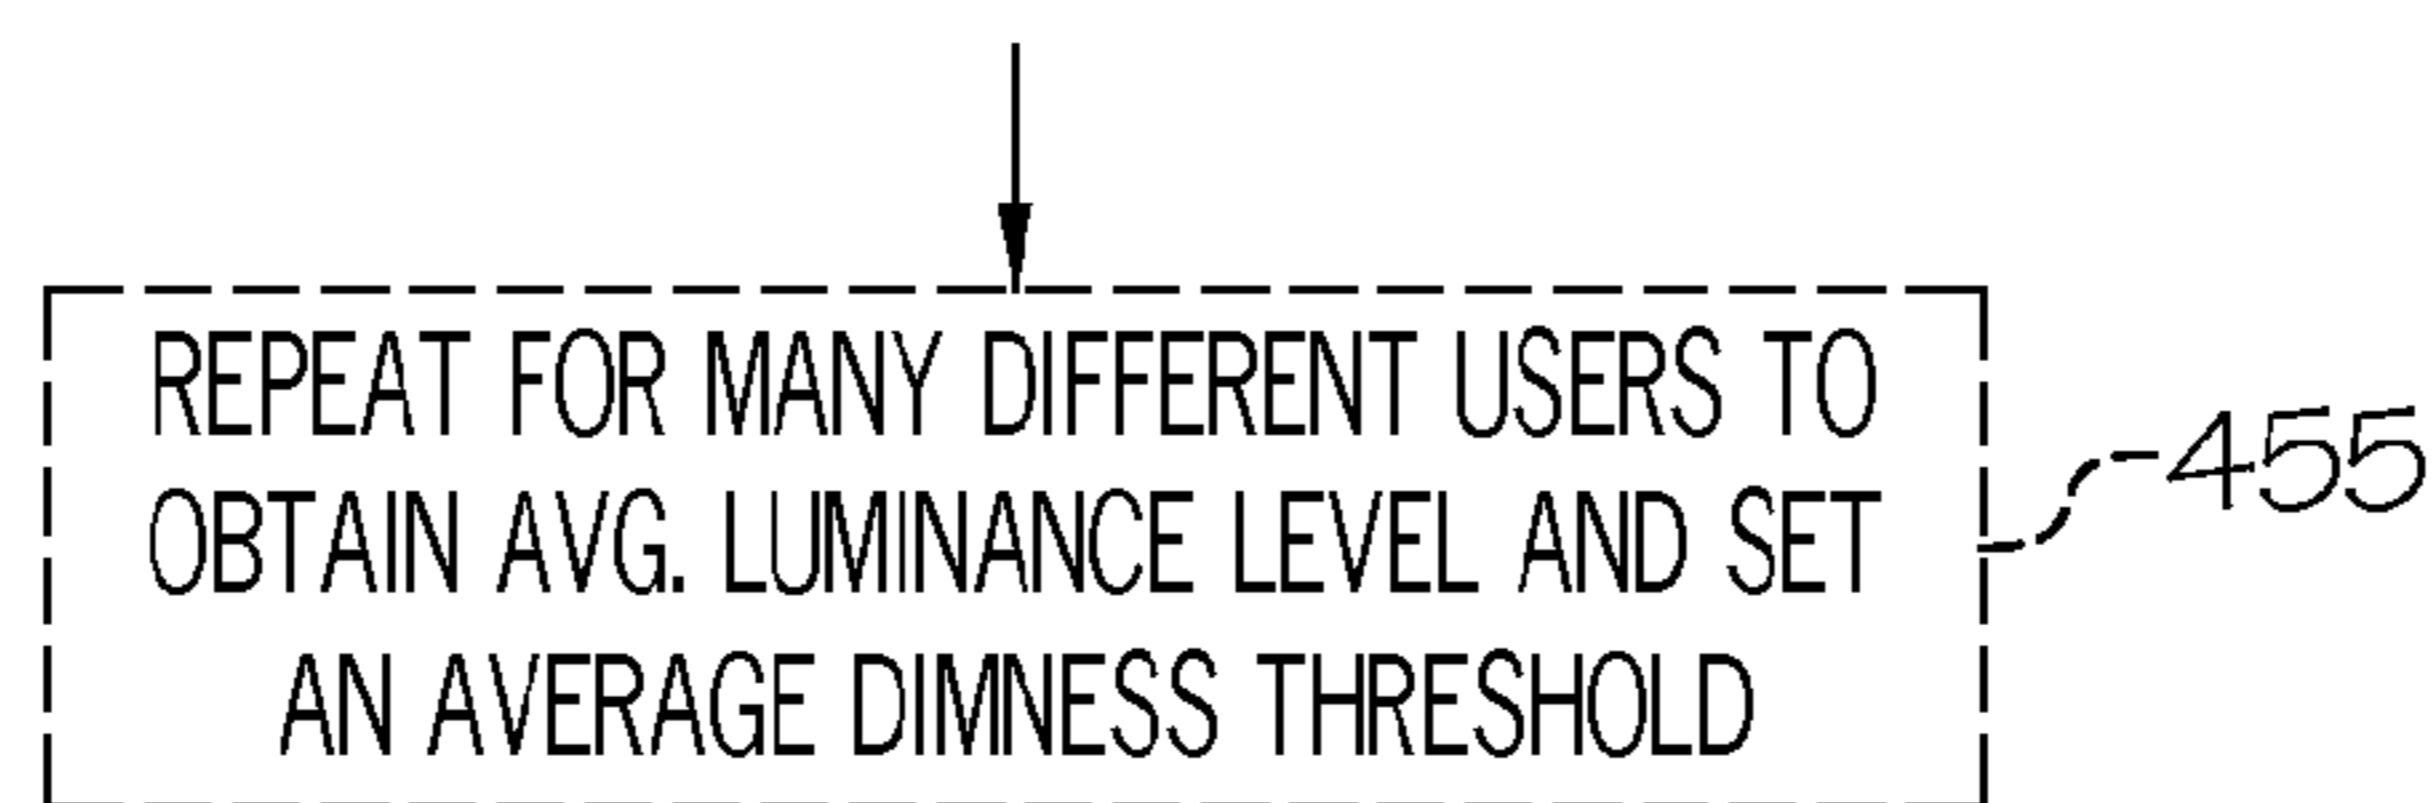 REPEAT FOR MANY DIFFERENT USERS TO
OBTAIN AVG. LUMINANCE LEVEL AND SET
AN AVERAGE DIMNESS THRESHOLD
455